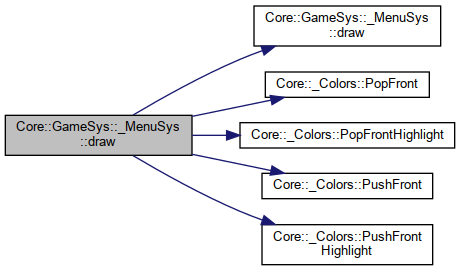 Core::GameSys::_MenuSys
::draw
Core::_Colors::PopFront
Core::GameSys::_MenuSys
::draw
Core::_Colors::PopFrontHighlight
Core::_Colors::PushFront
Core::_Colors::PushFront
Highlight